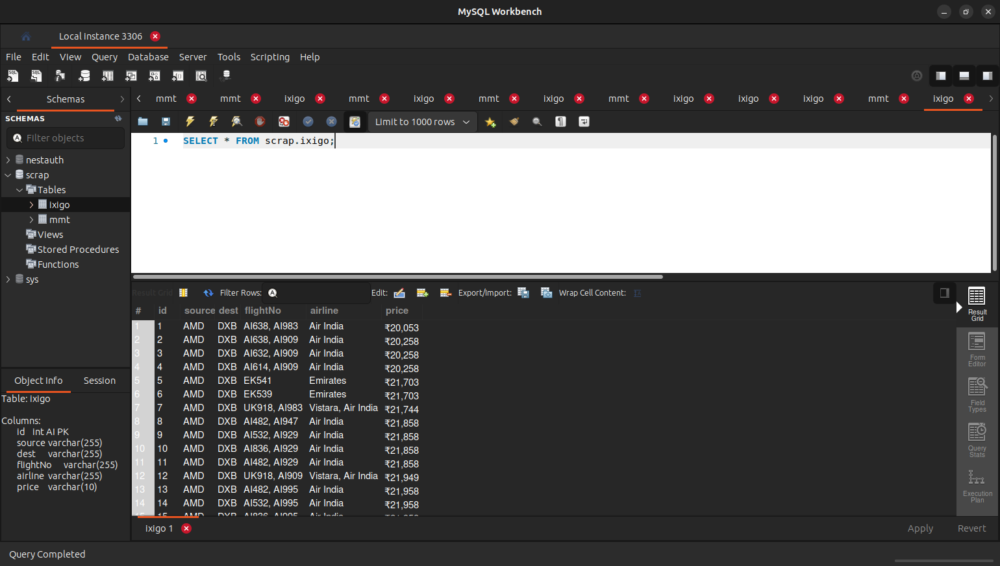 MySQL Workbench
Local Instance 3306
File Edit View Query Database Server Tools Scripting Help
Schemas
mmt mmt ixigo mmt ixigo mmt ixigo mmt ixigo ixigo ixigo mmt ixigo
SCHEMAS
Limit to 1000 rows
Filter objects
1 SELECT * FROM scrap.ixigo;
nestauth
scrap
Tables
ixigo
mmt
Views
Stored Procedures
Functions
sys
Result Grid Filter Rows: Edit: Export/Import: Wrap Cell Content:
# id source dest flightNo airline price
1 1 AMD DXB AI638, AI983 Air India ₹20,053
2 2 AMD DXB AI638, AI909 Air India ₹20,258
3 3 AMD DXB AI632, AI909 Air India ₹20,258
4 4 AMD DXB AI614, AI909 Air India ₹20,258
5 5 AMD DXB EK541 Emirates ₹21,703
6 6 AMD DXB EK539 Emirates ₹21,703
7 7 AMD DXB UK918, AI983 Vistara, Air India ₹21,744
8 8 AMD DXB AI482, AI947 Air India ₹21,858
9 9 AMD DXB AI532, AI929 Air India ₹21,858
10 10 AMD DXB AI836, AI929 Air India ₹21,858
11 11 AMD DXB AI482, AI929 Air India ₹21,858
12 12 AMD DXB UK918, AI909 Vistara, Air India ₹21,949
13 13 AMD DXB AI482, AI995 Air India ₹21,958
14 14 AMD DXB AI532, AI995 Air India ₹21,958
15 15 AMD DXB AI836, AI995 Air India
Result
Grid
Form
Editor
Field
Types
Query
Stats
Execution
Plan
Object Info Session
Table: ixigo
Columns:
id int AI PK
source varchar(255)
dest varchar(255)
flightNo varchar(255)
airline varchar(255)
price varchar(10)
ixigo 1
Apply Revert
Query Completed